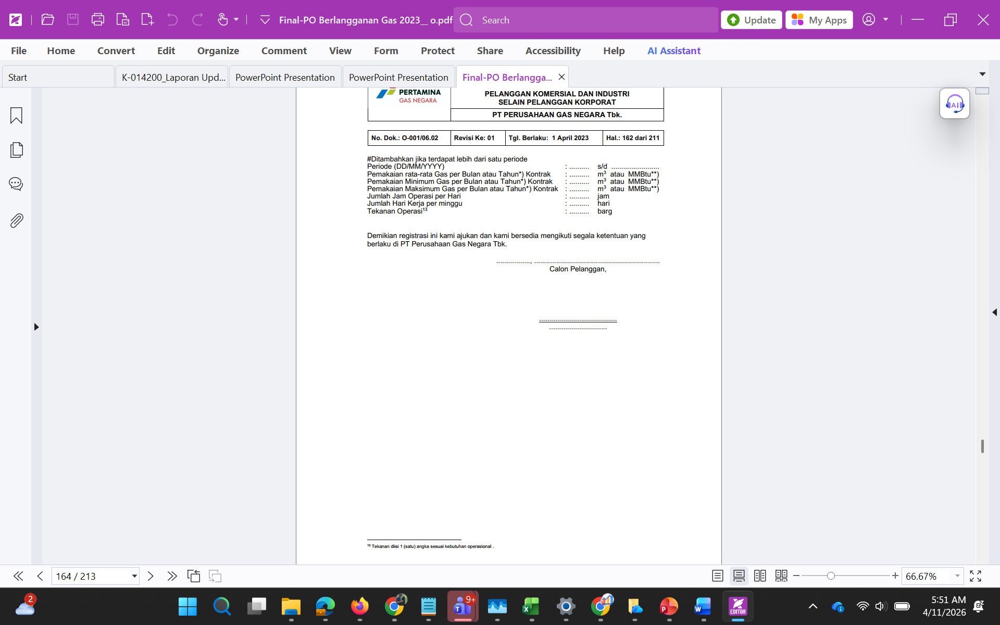 Final-PO Berlangganan Gas 2023__ o.pdf
Search
Update
My Apps
File
Home
Convert
Edit
Organize
Comment
View
Form
Protect
Share
Accessibility
Help
AI Assistant
Start
K-014200_Laporan Upd...
PowerPoint Presentation
PowerPoint Presentation
Final-PO Berlangga...
AI
PERTAMINA
GAS NEGARA
PELANGGAN KOMERSIAL DAN INDUSTRI
SELAIN PELANGGAN KORPORAT
PT PERUSAHAAN GAS NEGARA Tbk.
No. Dok.: O-001/06.02
Revisi Ke: 01
Tgl. Berlaku: 1 April 2023
Hal.: 162 dari 211
#Ditambahkan jika terdapat lebih dari satu periode
Periode (DD/MM/YYYY) : .......... s/d ........................
Pemakaian rata-rata Gas per Bulan atau Tahun*) Kontrak : .......... m³ atau MMBtu**)
Pemakaian Minimum Gas per Bulan atau Tahun*) Kontrak : .......... m³ atau MMBtu**)
Pemakaian Maksimum Gas per Bulan atau Tahun*) Kontrak : .......... m³ atau MMBtu**)
Jumlah Jam Operasi per Hari : .......... jam
Jumlah Hari Kerja per minggu : .......... hari
Tekanan Operasi¹³ : .......... barg
Demikian registrasi ini kami ajukan dan kami bersedia mengikuti segala ketentuan yang
berlaku di PT Perusahaan Gas Negara Tbk.
................., ...............................................................
Calon Pelanggan,
.......................................
.............................
¹³ Tekanan diisi 1 (satu) angka sesuai kebutuhan operasional .
164 / 213
66.67%
2
9+
EDITOR
5:51 AM
4/11/2026